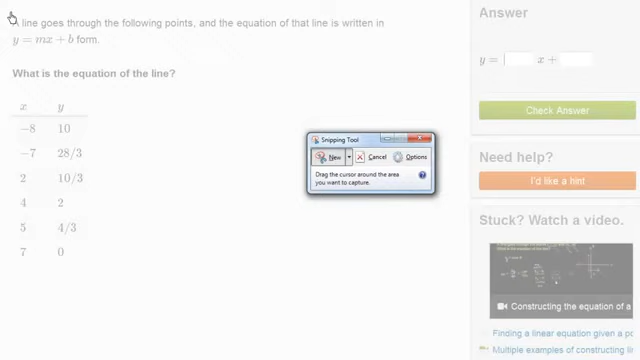 A line goes through the following points, and the equation of that line is written in
y = mx + b form.
What is the equation of the line?
x y
−8 10
−7 28/3
2 10/3
4 2
5 4/3
7 0
Answer
y = x +
Check Answer
Need help?
I'd like a hint
Stuck? Watch a video.
Constructing the equation of a
Finding a linear equation given a po
Multiple examples of constructing lin
Snipping Tool
New Cancel Options
Drag the cursor around the area
you want to capture.